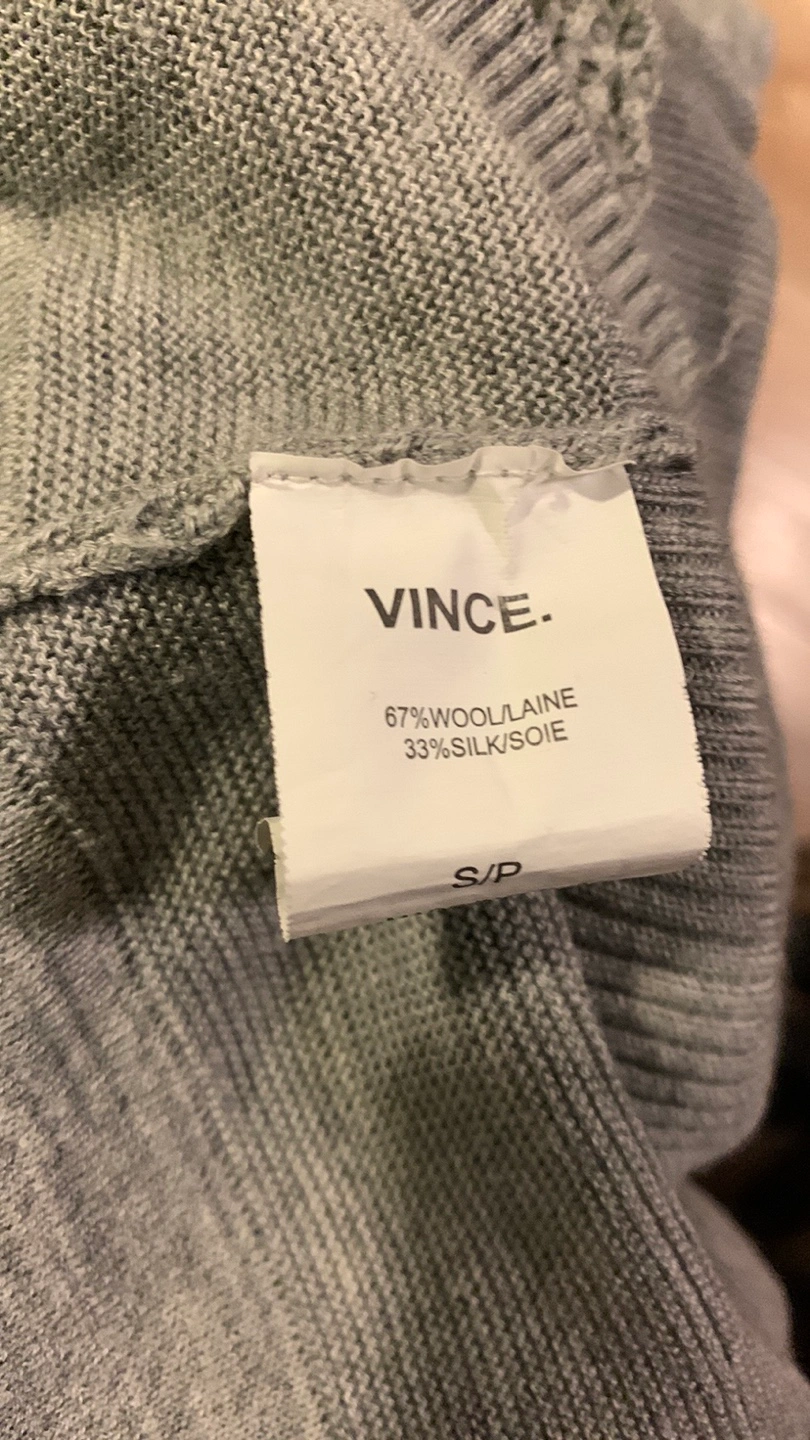 VINCE.
67%WOOL/LAINE
33%SILK/SOIE
S/P